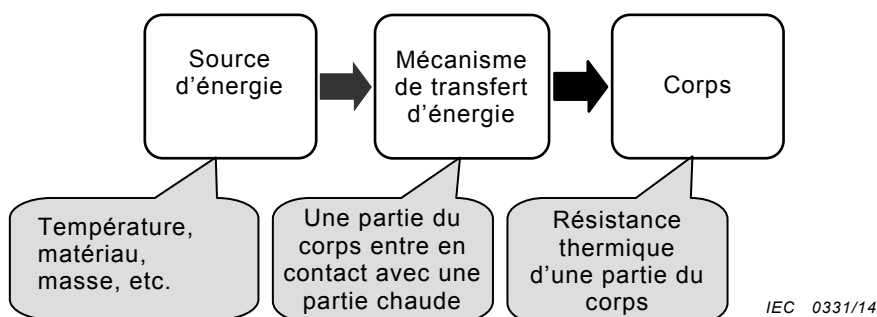 Source
d'énergie
Mécanisme
de transfert
d'énergie
Corps
Température,
matériau,
masse, etc.
Une partie du
corps entre en
contact avec une
partie chaude
Résistance
thermique
d'une partie du
corps
IEC 0331/14